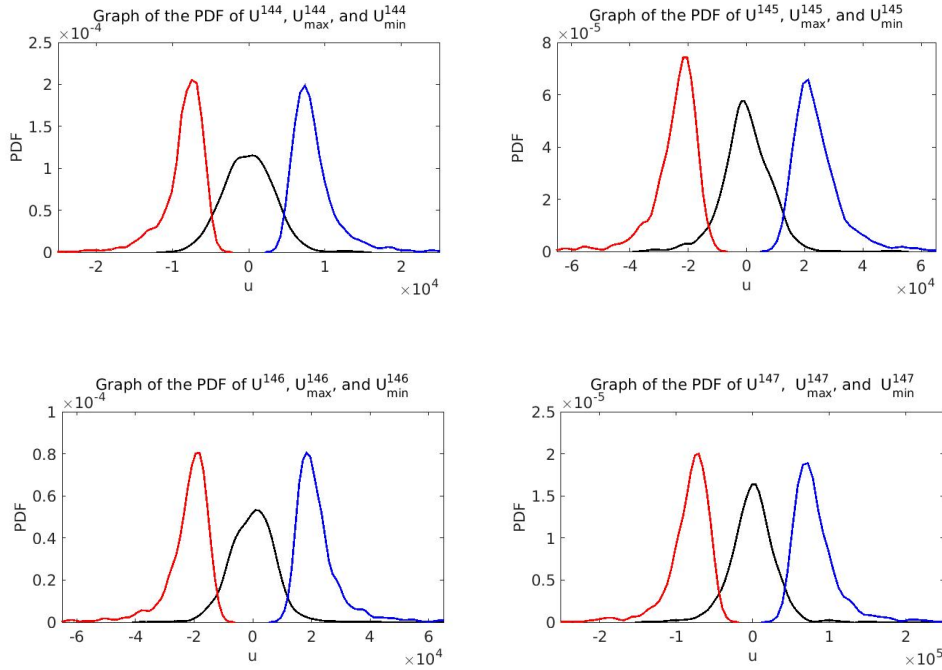 Graph of the PDF of U^144, U^144_max, and U^144_min
×10^-4
2.5
2
1.5
1
0.5
0
PDF
-2 -1 0 1 2
u
×10^4
Graph of the PDF of U^145, U^145_max, and U^145_min
×10^-5
8
6
4
2
0
PDF
-6 -4 -2 0 2 4 6
u
×10^4
Graph of the PDF of U^146, U^146_max, and U^146_min
×10^-4
1
0.8
0.6
0.4
0.2
0
PDF
-6 -4 -2 0 2 4 6
u
×10^4
Graph of the PDF of U^147, U^147_max, and U^147_min
×10^-5
2.5
2
1.5
1
0.5
0
PDF
-2 -1 0 1 2
u
×10^5